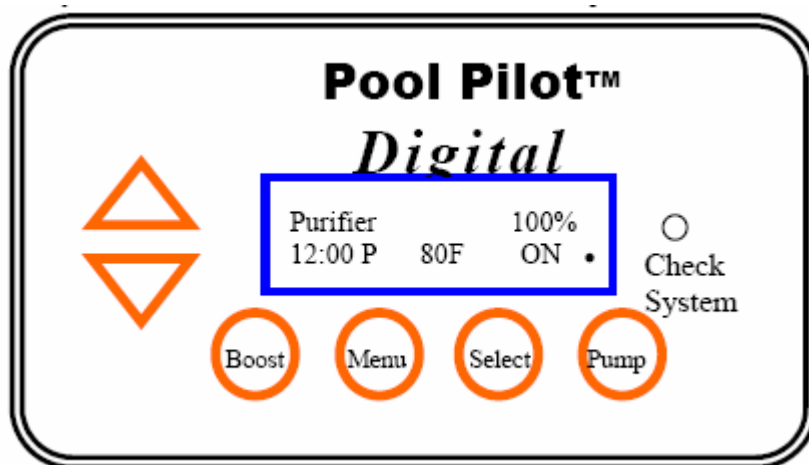 Pool Pilot™
Digital
Purifier 100%
12:00 P 80F ON •
Check
System
Boost Menu Select Pump